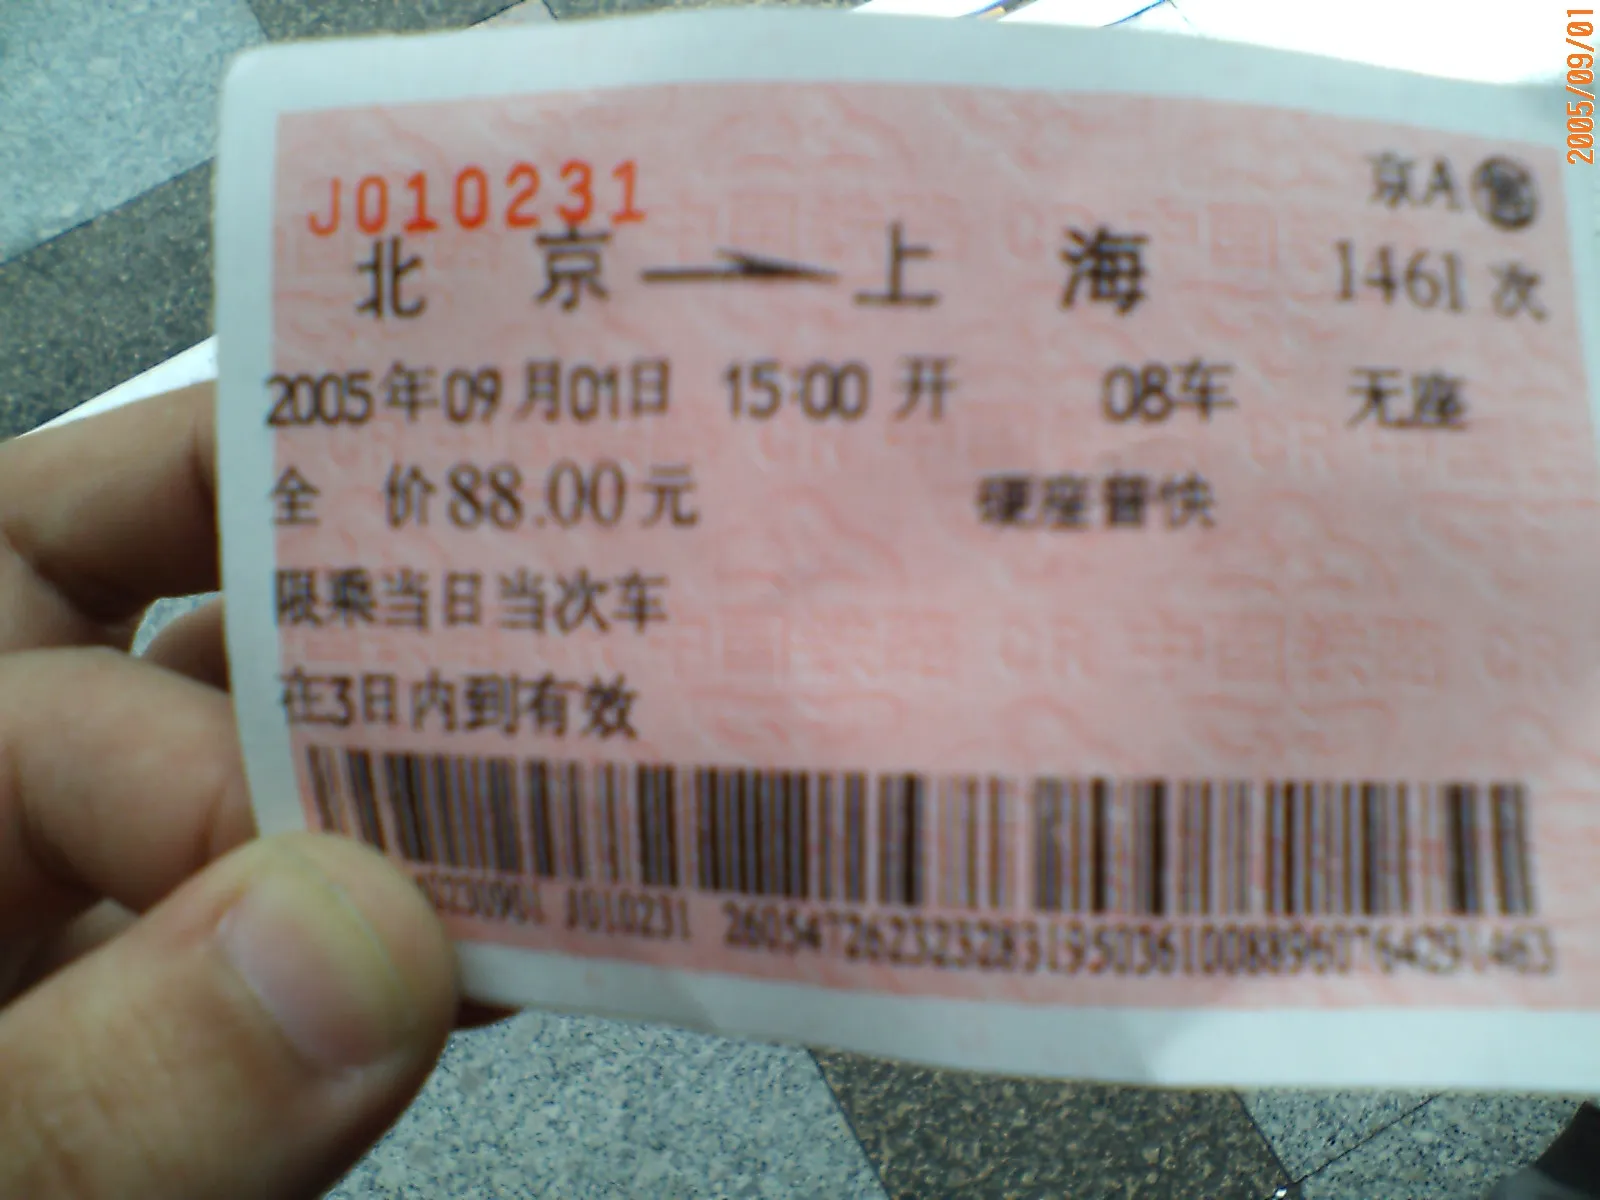 2005/09/01
J010231
京A
北京→上海 1461次
2005年09月01日 15:00开 08车 无座
全 价88.00元 硬座普快
限乘当日当次车
在3日内到有效
J010231